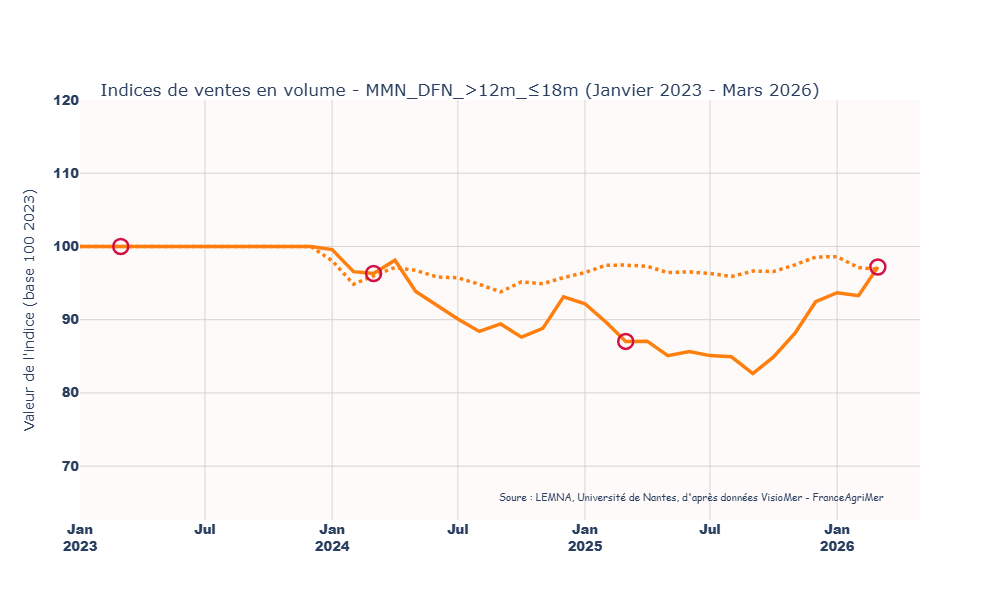 Indices de ventes en volume - MMN_DFN_>12m_≤18m (Janvier 2023 - Mars 2026)
Valeur de l'indice (base 100 2023)
120
110
100
90
80
70
Soure : LEMNA, Université de Nantes, d'après données VisioMer - FranceAgriMer
Jan
2023
Jul
Jan
2024
Jul
Jan
2025
Jul
Jan
2026